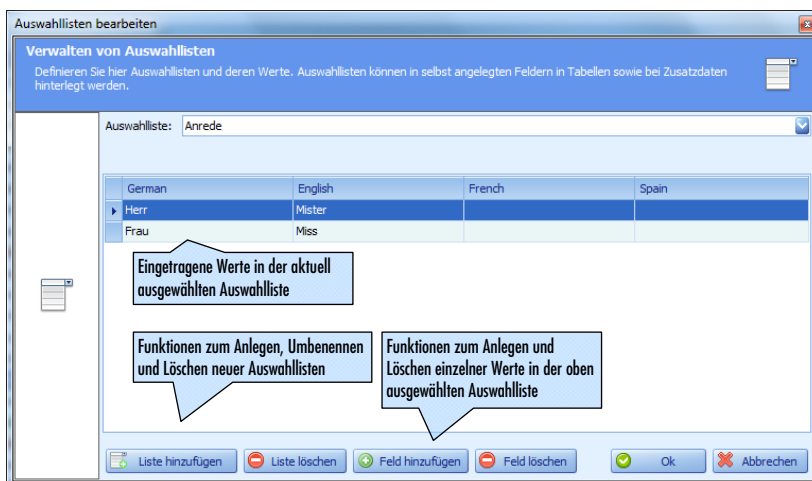 Auswahllisten bearbeiten
Verwalten von Auswahllisten
Definieren Sie hier Auswahllisten und deren Werte. Auswahllisten können in selbst angelegten Feldern in Tabellen sowie bei Zusatzdaten
hinterlegt werden.
Auswahlliste: Anrede
German English French Spain
Herr Mister
Frau Miss
Eingetragene Werte in der aktuell
ausgewählten Auswahlliste
Funktionen zum Anlegen, Umbenennen
und Löschen neuer Auswahllisten
Funktionen zum Anlegen und
Löschen einzelner Werte in der oben
ausgewählten Auswahlliste
Liste hinzufügen Liste löschen Feld hinzufügen Feld löschen Ok Abbrechen